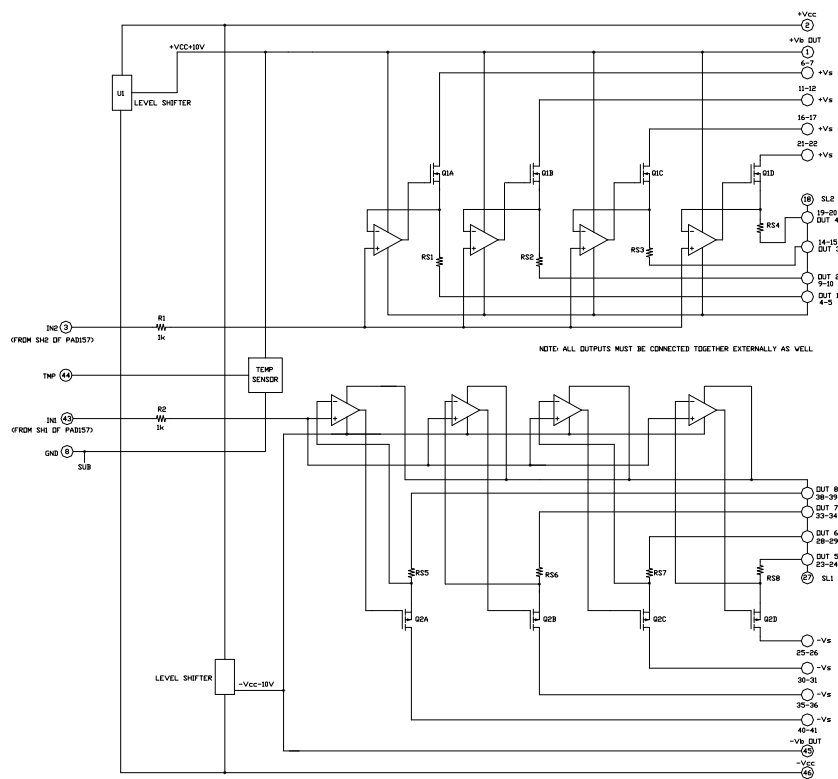 +Vcc
2
+Vb OUT
1
+VCC+10V
6-7
+Vs
U1
LEVEL SHIFTER
11-12
+Vs
16-17
+Vs
21-22
+Vs
Q1A
Q1B
Q1C
Q1D
18
SL2
19-20
OUT 4
RS4
14-15
OUT 3
RS1
RS2
RS3
OUT 2
9-10
OUT 1
4-5
R1
IN2
3
1k
(FROM SH2 OF PAD157)
NOTE: ALL OUTPUTS MUST BE CONNECTED TOGETHER EXTERNALLY AS WELL
TMP
44
TEMP
SENSOR
R2
IN1
43
1k
(FROM SH1 OF PAD157)
GND
8
SUB
OUT 8
38-39
OUT 7
33-34
OUT 6
28-29
OUT 5
23-24
RS5
RS6
RS7
RS8
27
SL1
Q2A
Q2B
Q2C
Q2D
-Vs
25-26
-Vs
30-31
LEVEL SHIFTER
-Vcc-10V
-Vs
35-36
-Vs
40-41
-Vb OUT
45
-Vcc
46